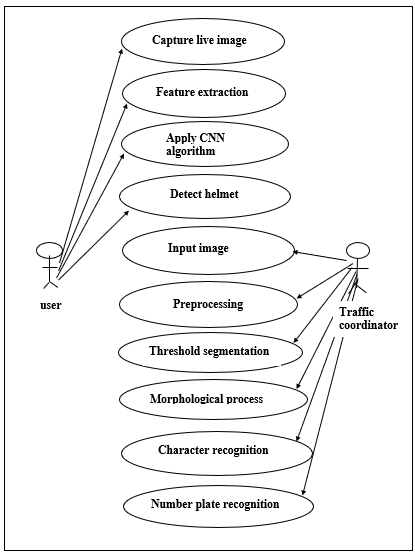 Capture live image
Feature extraction
Apply CNN
algorithm
Detect helmet
Input image
user
Preprocessing
Traffic
coordinator
Threshold segmentation
Morphological process
Character recognition
Number plate recognition